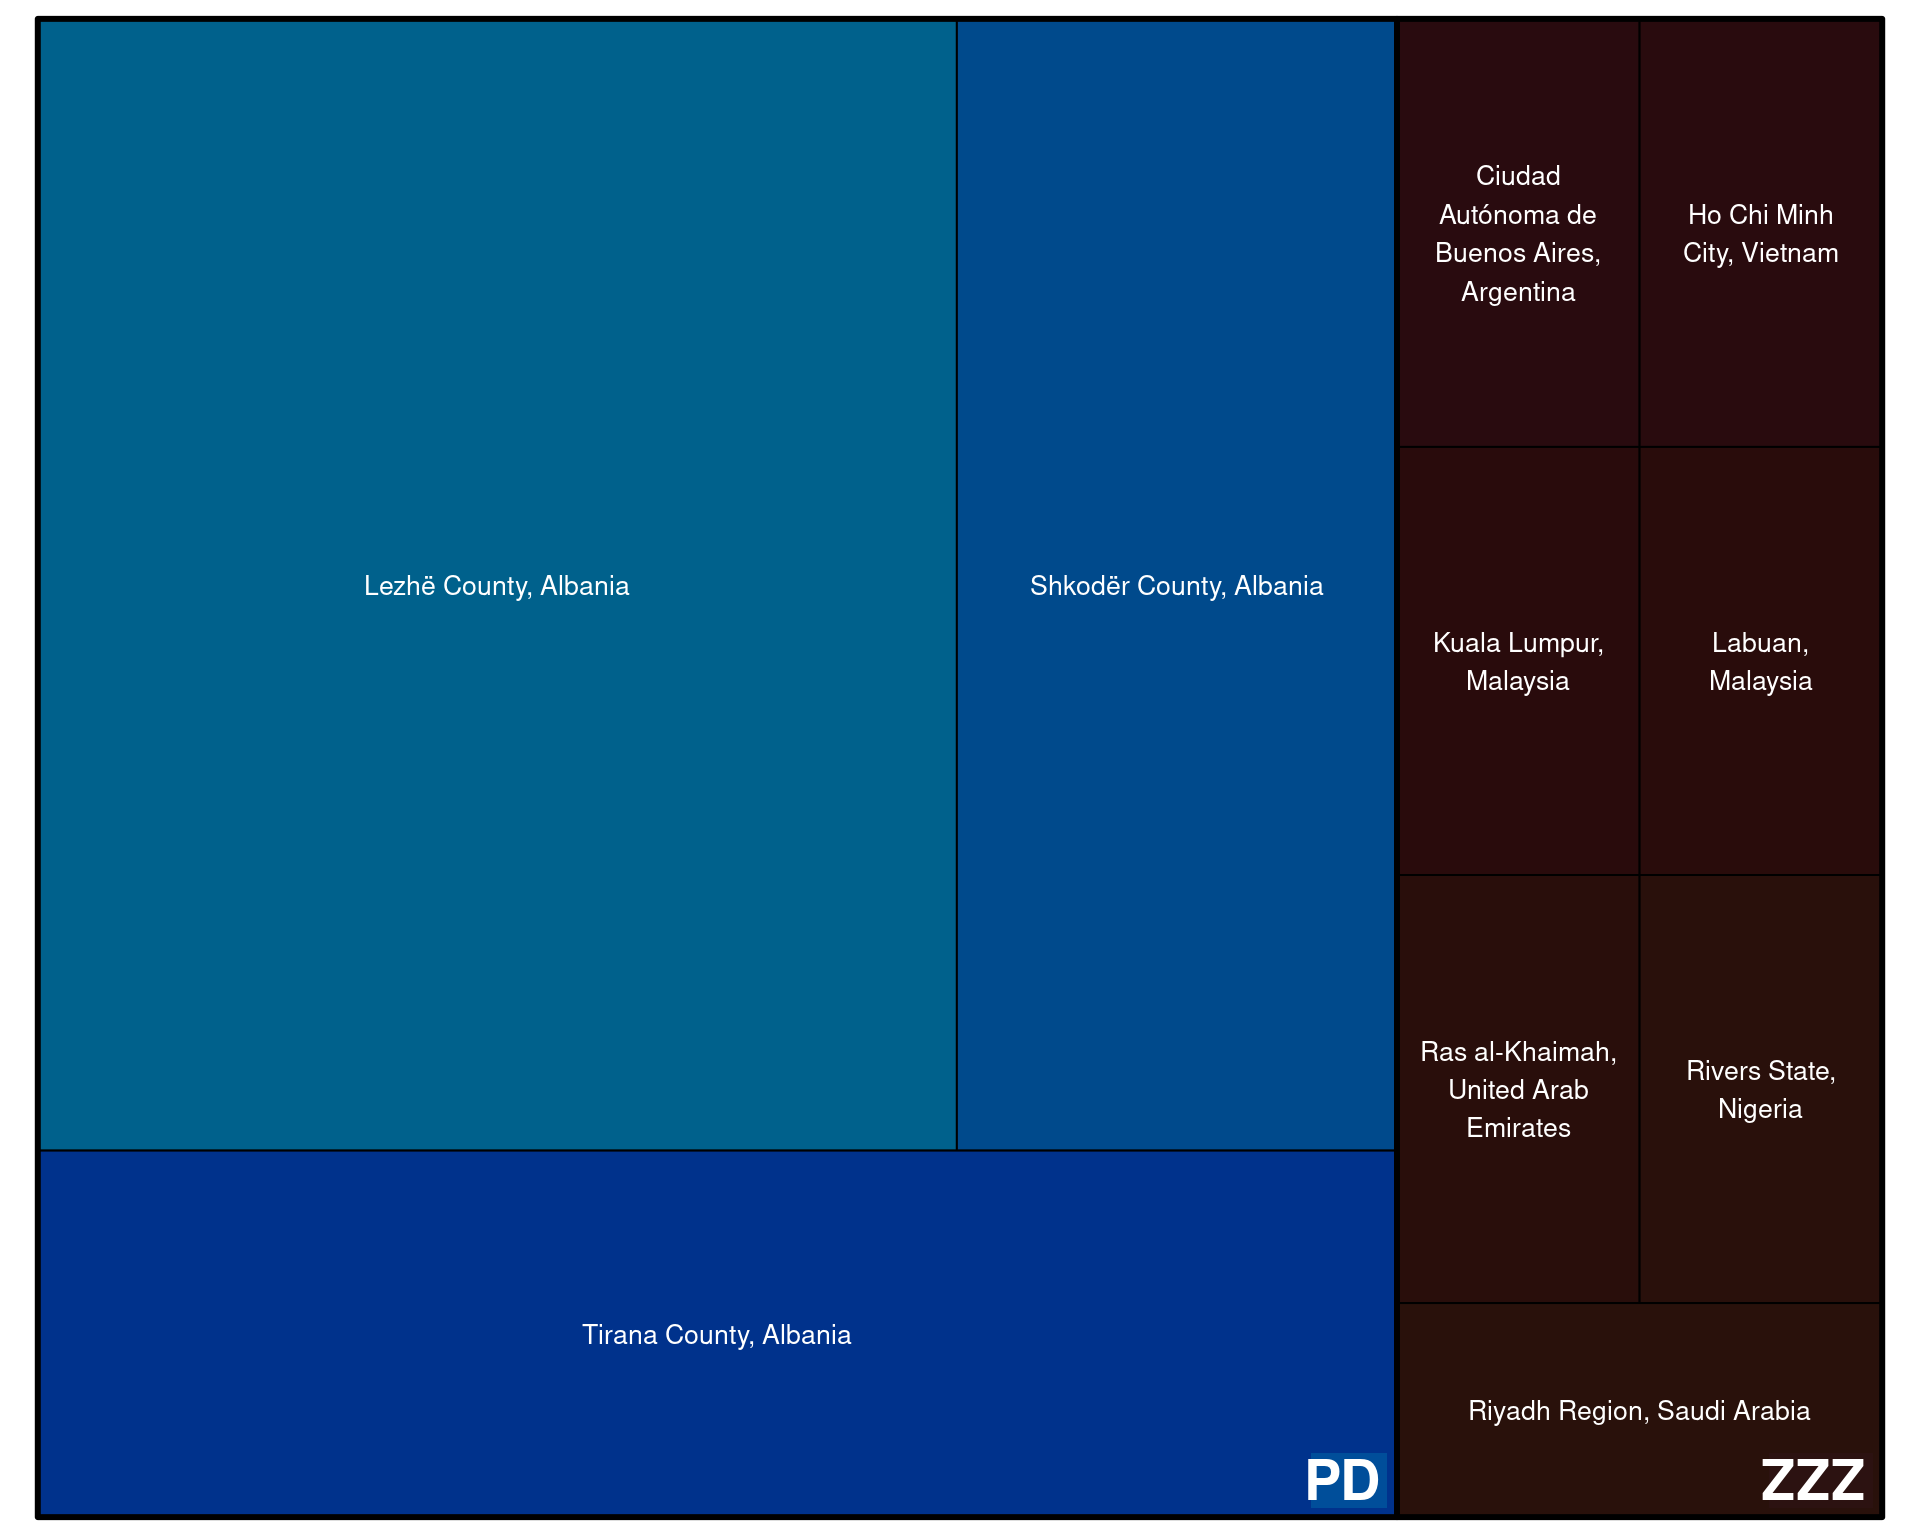 Lezhë County, Albania
Shkodër County, Albania
Tirana County, Albania
PD
Ciudad
Autónoma de
Buenos Aires,
Argentina
Ho Chi Minh
City, Vietnam
Kuala Lumpur,
Malaysia
Labuan,
Malaysia
Ras al-Khaimah,
United Arab
Emirates
Rivers State,
Nigeria
Riyadh Region, Saudi Arabia
ZZZ